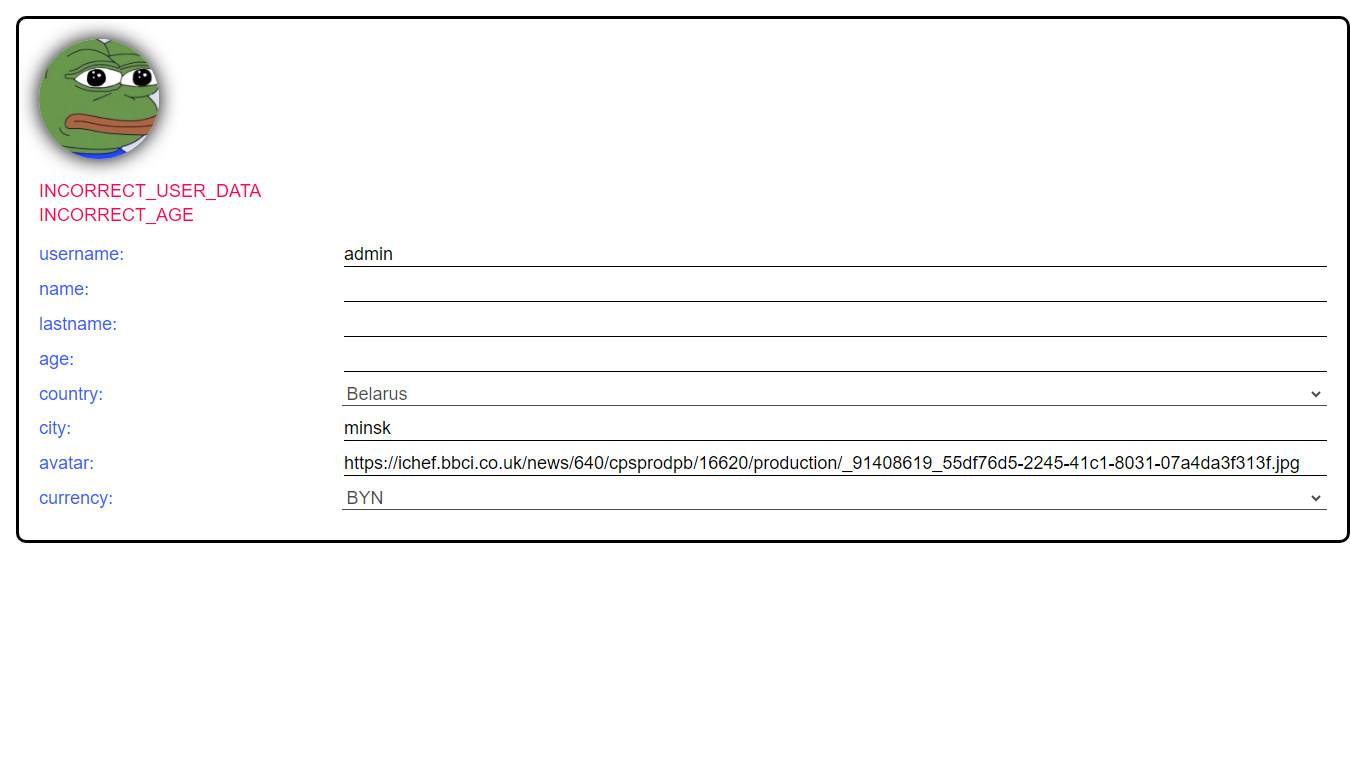 INCORRECT_USER_DATA
INCORRECT_AGE
username: admin
name:
lastname:
age:
country: Belarus
city: minsk
avatar: https://ichef.bbci.co.uk/news/640/cpsprodpb/16620/production/_91408619_55df76d5-2245-41c1-8031-07a4da3f313f.jpg
currency: BYN